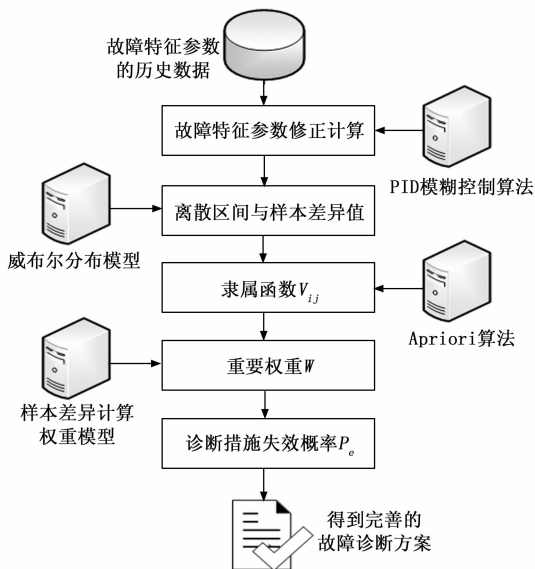 故障特征参数
的历史数据
故障特征参数修正计算
PID模糊控制算法
离散区间与样本差异值
威布尔分布模型
隶属函数Vij
Apriori算法
重要权重W
样本差异计算
权重模型
诊断措施失效概率Pe
得到完善的
故障诊断方案